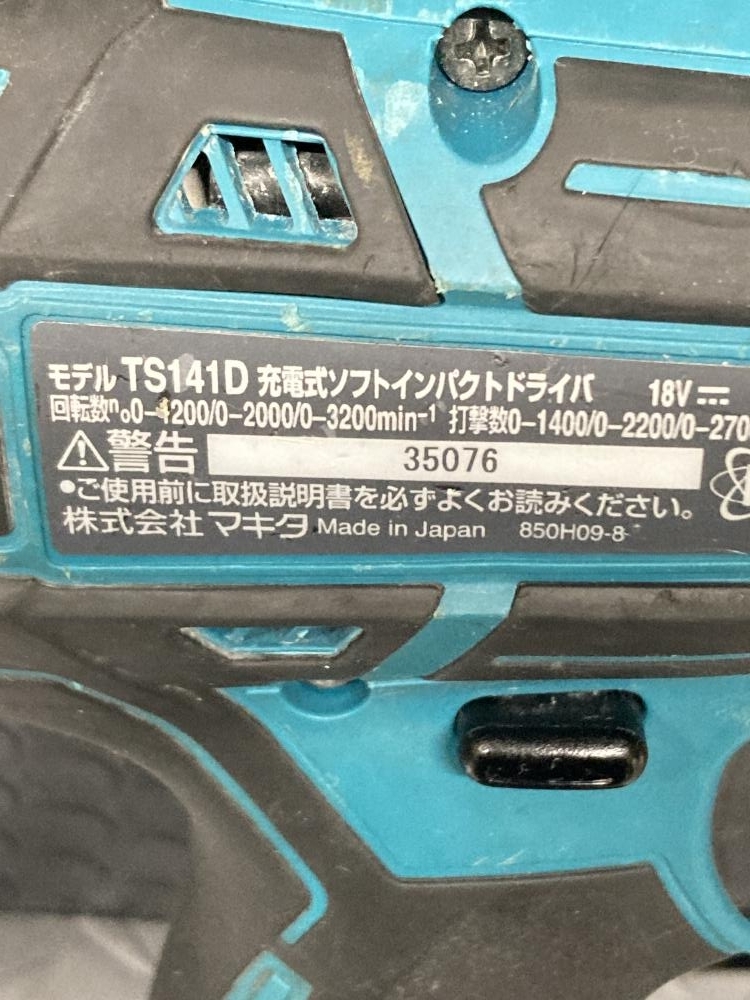 モデル TS141D 充電式ソフトインパクトドライバ 18V⎓
回転数n₀0-1200/0-2000/0-3200min⁻¹ 打撃数0-1400/0-2200/0-270
⚠警告 35076
●ご使用前に取扱説明書を必ずよくお読みください。
株式会社 マキタ Made in Japan 850H09-8